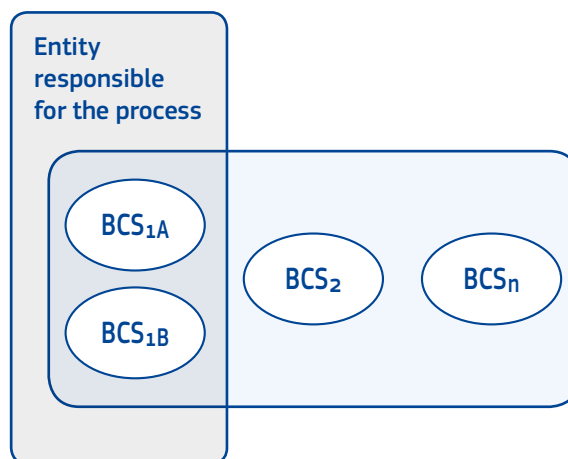 Entity
responsible
for the process
BCS1A
BCS2
BCSn
BCS1B